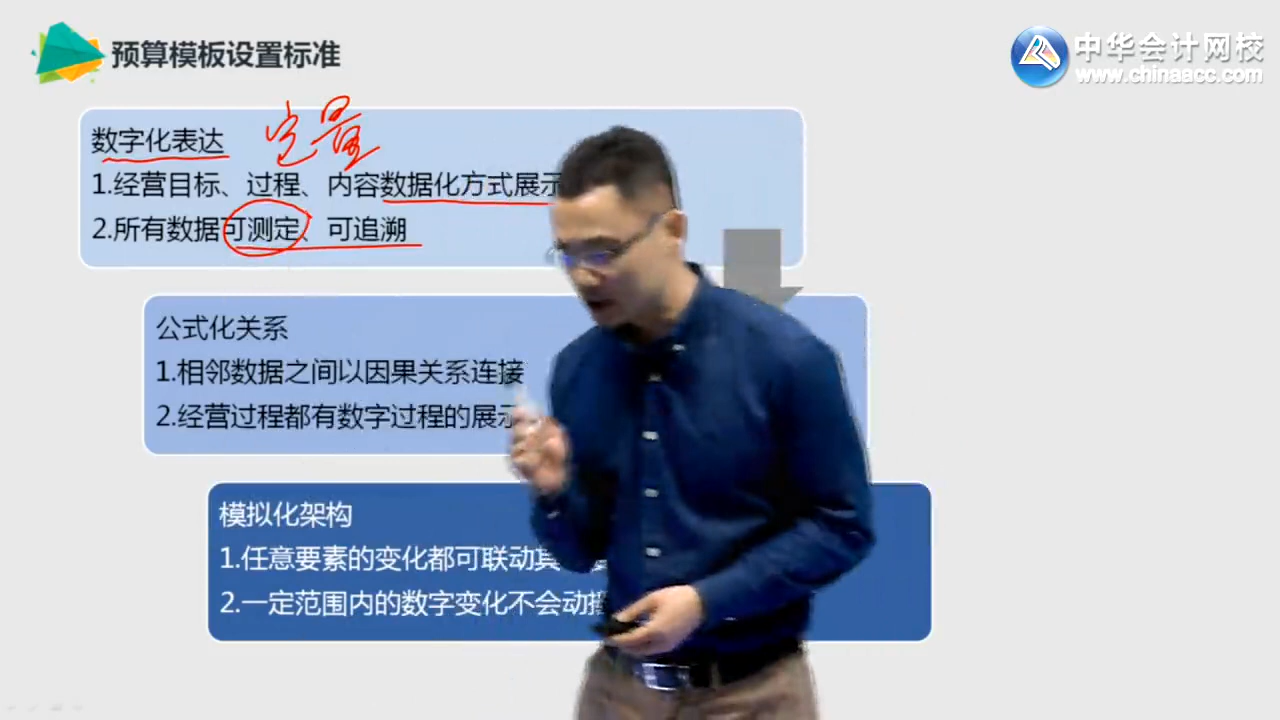 预算模板设置标准
中华会计网校
www.chinaacc.com
数字化表达 定量
1.经营目标、过程、内容数据化方式展示
2.所有数据可测定、可追溯
公式化关系
1.相邻数据之间以因果关系连接
2.经营过程都有数字过程的展示
模拟化架构
1.任意要素的变化都可联动其
2.一定范围内的数字变化不会动摇